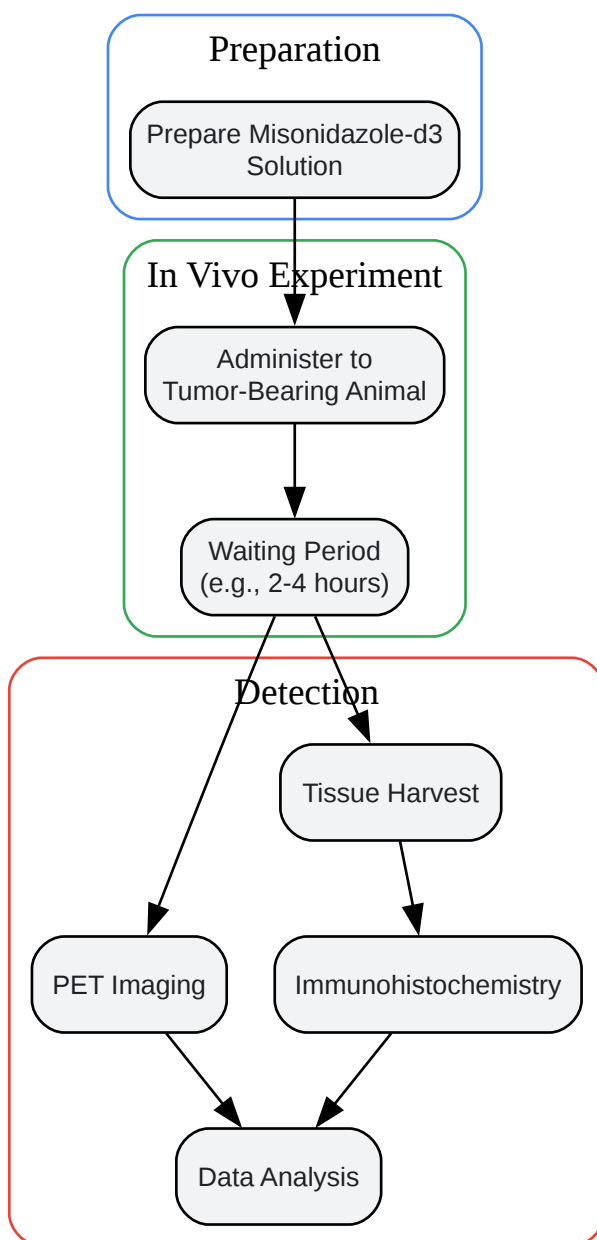 Preparation
Prepare Misonidazole-d3
Solution
In Vivo Experiment
Administer to
Tumor-Bearing Animal
Waiting Period
(e.g., 2-4 hours)
Detection
Tissue Harvest
PET Imaging
Immunohistochemistry
Data Analysis